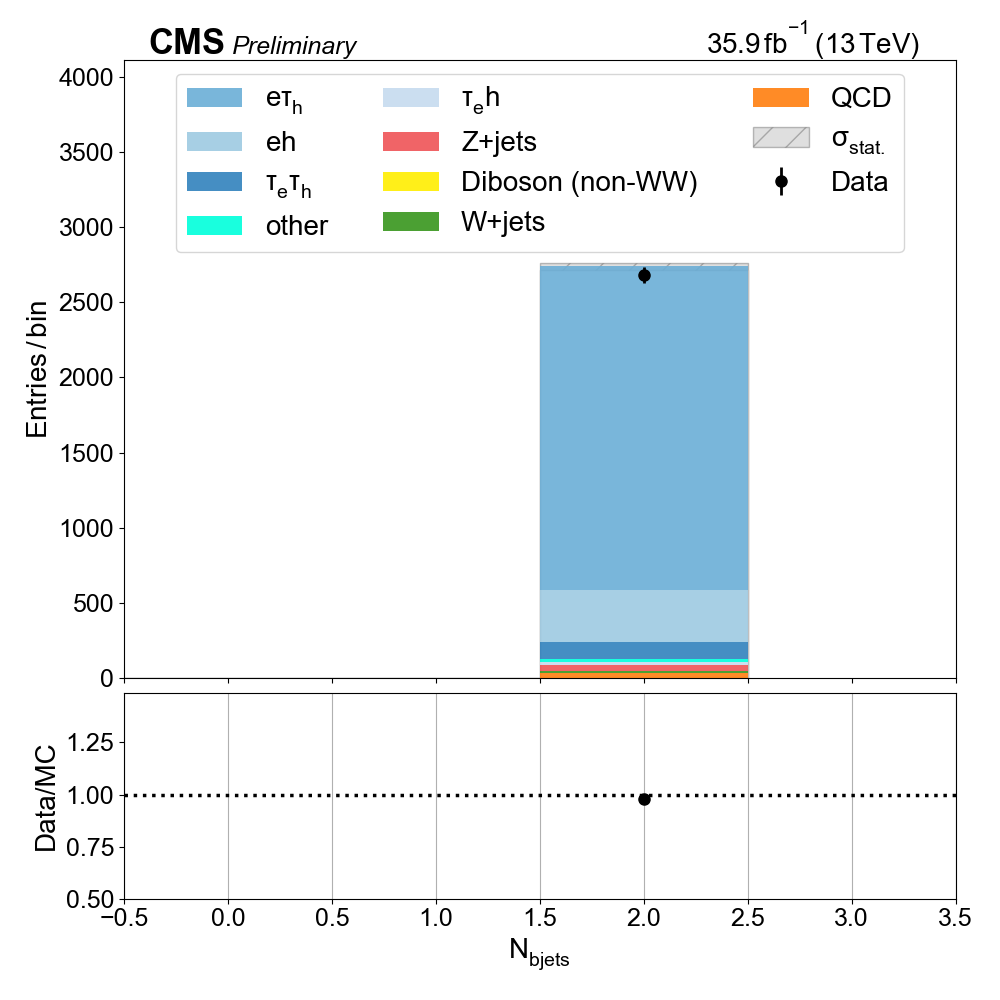 CMS Preliminary 35.9 fb⁻¹ (13 TeV)
4000
3500
3000
2500
2000
1500
1000
500
0
Entries / bin
eτₕ
eh
τₑτₕ
other
τₑh
Z+jets
Diboson (non-WW)
W+jets
QCD
σstat.
Data
1.25
1.00
0.75
0.50
Data/MC
−0.5 0.0 0.5 1.0 1.5 2.0 2.5 3.0 3.5
Nbjets